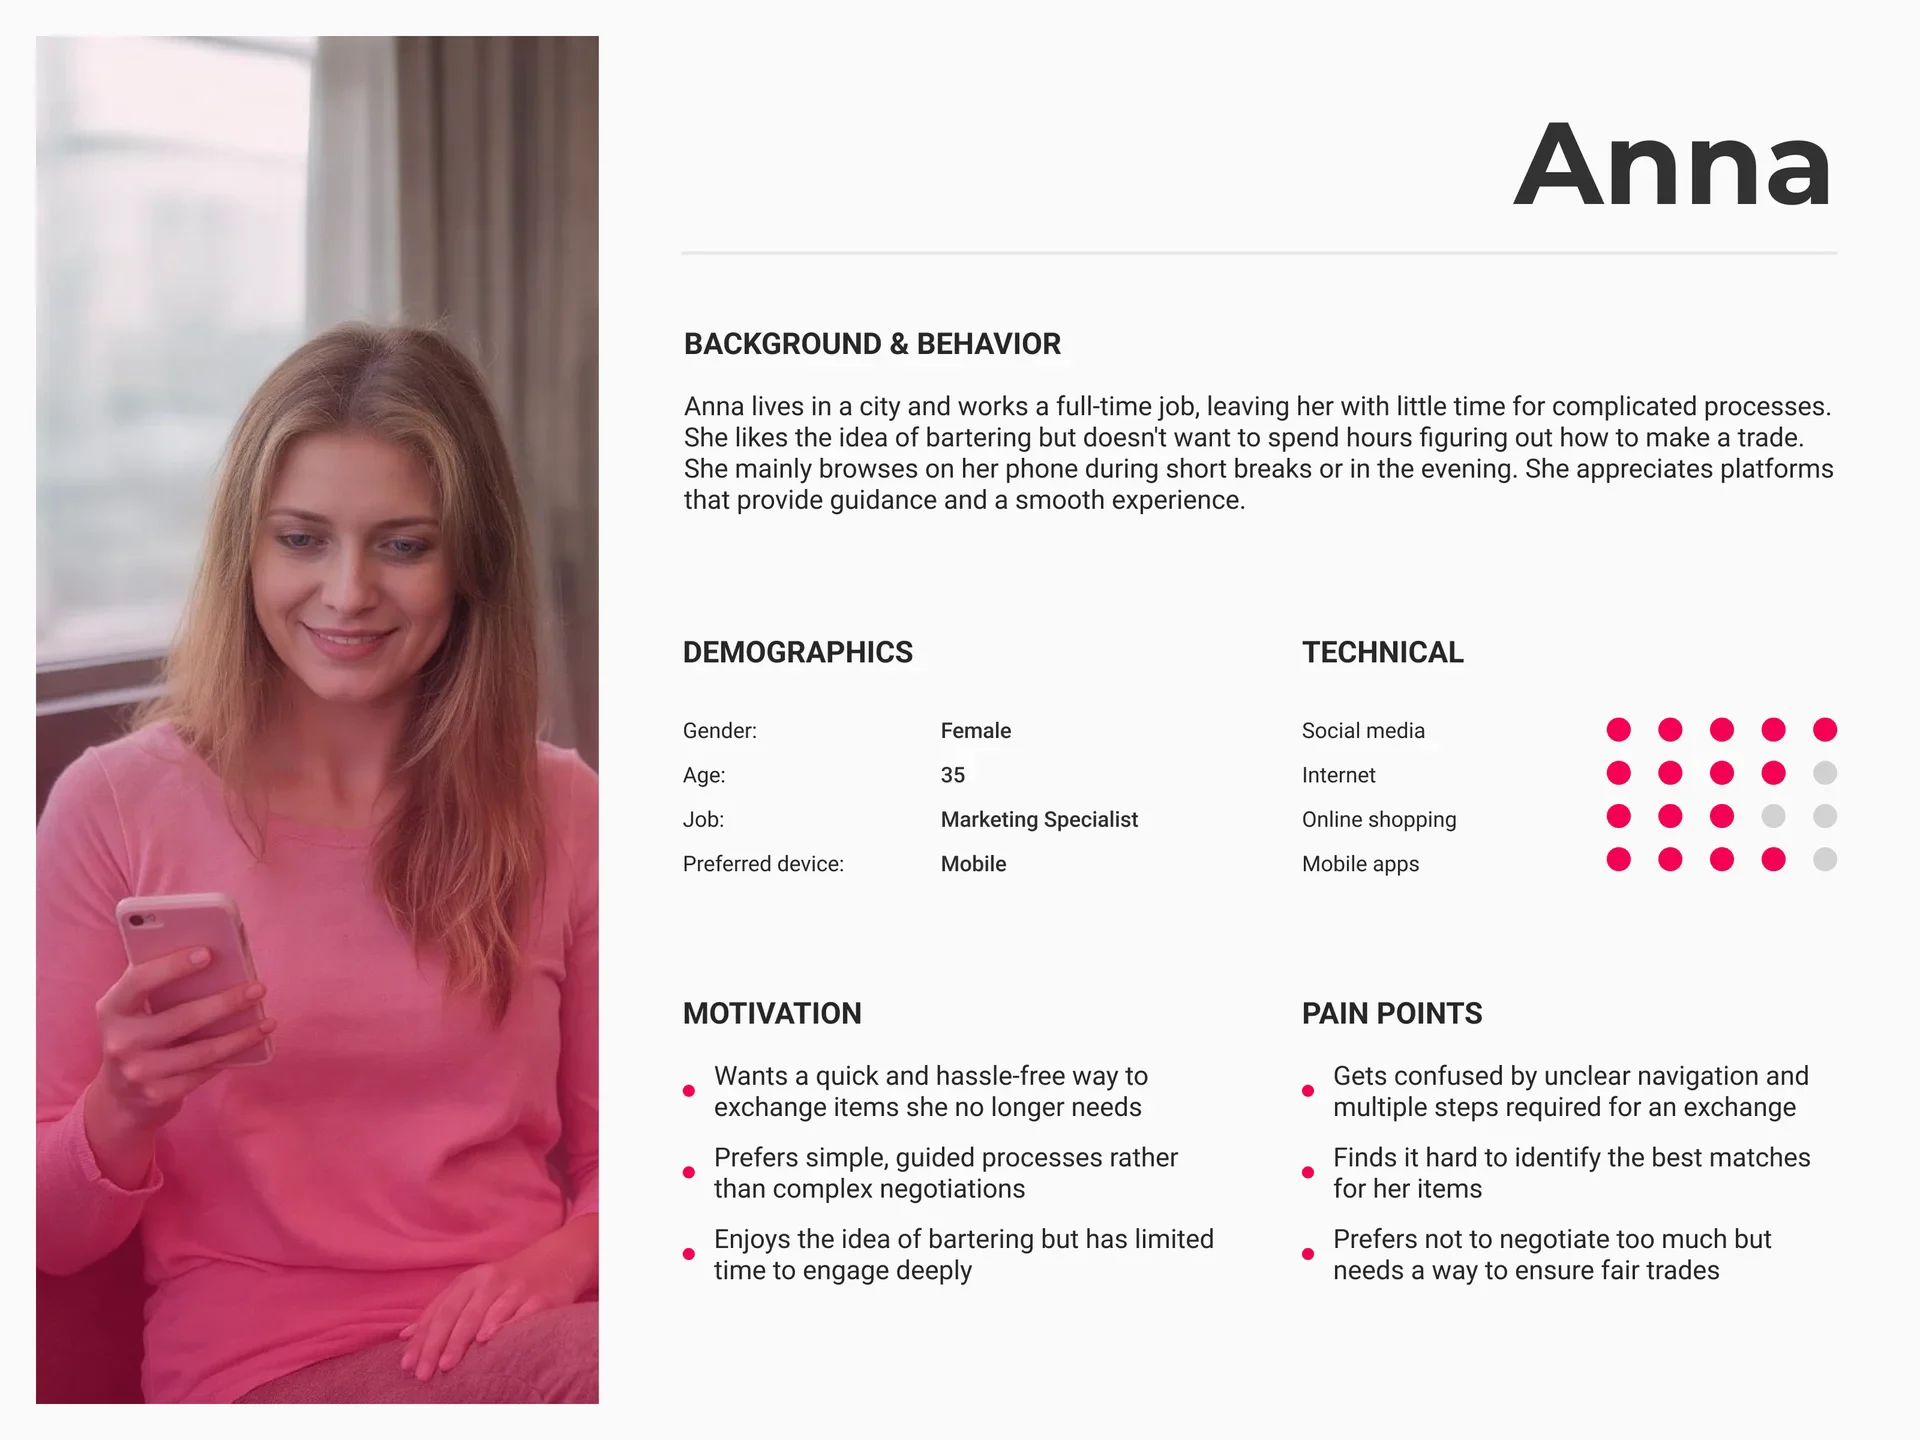 Anna
BACKGROUND & BEHAVIOR
Anna lives in a city and works a full-time job, leaving her with little time for complicated processes.
She likes the idea of bartering but doesn't want to spend hours figuring out how to make a trade.
She mainly browses on her phone during short breaks or in the evening. She appreciates platforms
that provide guidance and a smooth experience.
DEMOGRAPHICS
Gender: Female
Age: 35
Job: Marketing Specialist
Preferred device: Mobile
TECHNICAL
Social media
Internet
Online shopping
Mobile apps
MOTIVATION
Wants a quick and hassle-free way to
exchange items she no longer needs
Prefers simple, guided processes rather
than complex negotiations
Enjoys the idea of bartering but has limited
time to engage deeply
PAIN POINTS
Gets confused by unclear navigation and
multiple steps required for an exchange
Finds it hard to identify the best matches
for her items
Prefers not to negotiate too much but
needs a way to ensure fair trades